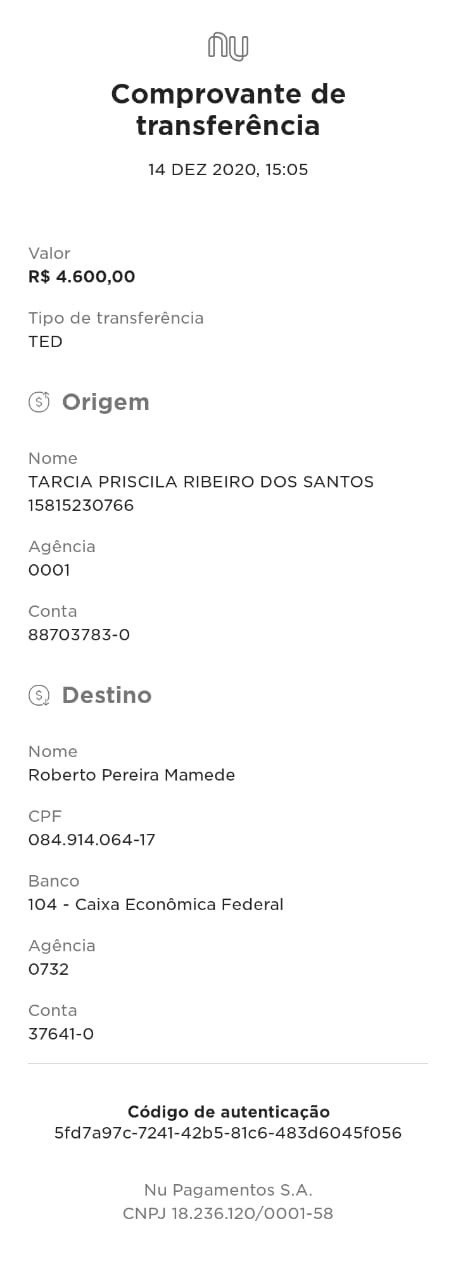 nu
Comprovante de
transferência
14 DEZ 2020, 15:05
Valor
R$ 4.600,00
Tipo de transferência
TED
Origem
Nome
TARCIA PRISCILA RIBEIRO DOS SANTOS
15815230766
Agência
0001
Conta
88703783-0
Destino
Nome
Roberto Pereira Mamede
CPF
084.914.064-17
Banco
104 - Caixa Econômica Federal
Agência
0732
Conta
37641-0
Código de autenticação
5fd7a97c-7241-42b5-81c6-483d6045f056
Nu Pagamentos S.A.
CNPJ 18.236.120/0001-58